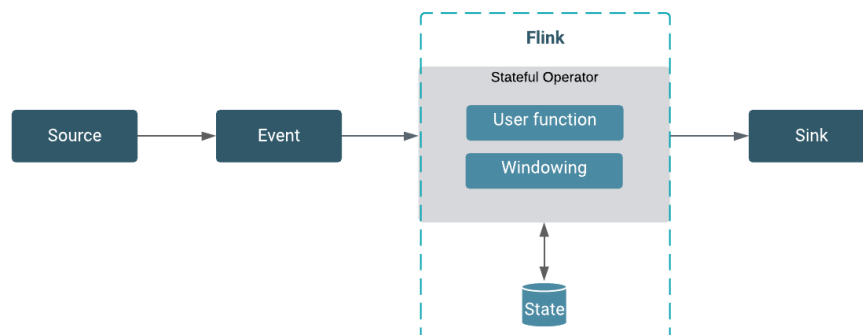 Flink
Stateful Operator
Source
Event
User function
Windowing
Sink
State